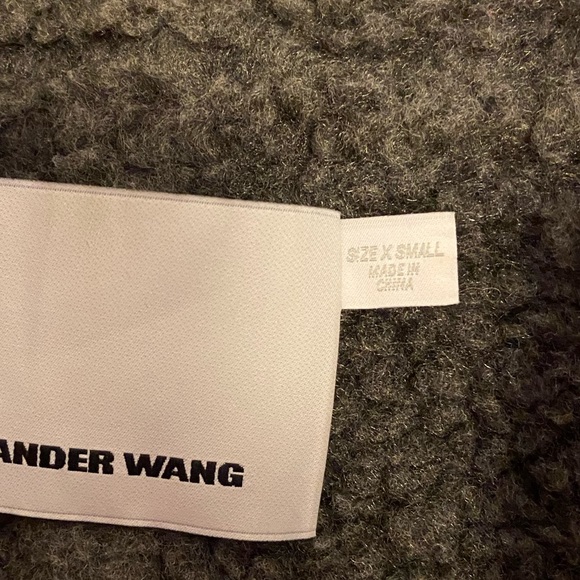 ANDER WANG
SIZE X SMALL
MADE IN
CHINA